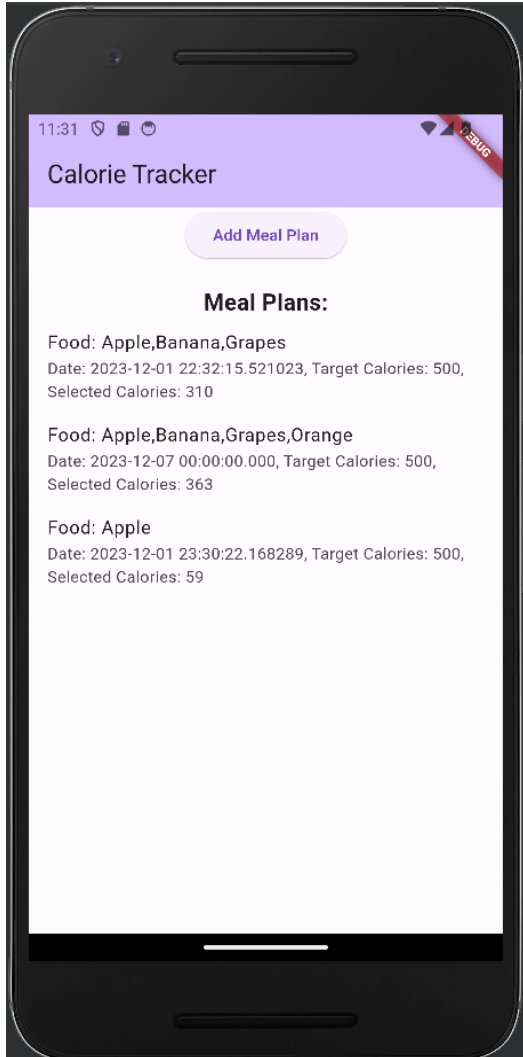 11:31
DEBUG
Calorie Tracker
Add Meal Plan
Meal Plans:
Food: Apple,Banana,Grapes
Date: 2023-12-01 22:32:15.521023, Target Calories: 500,
Selected Calories: 310
Food: Apple,Banana,Grapes,Orange
Date: 2023-12-07 00:00:00.000, Target Calories: 500,
Selected Calories: 363
Food: Apple
Date: 2023-12-01 23:30:22.168289, Target Calories: 500,
Selected Calories: 59